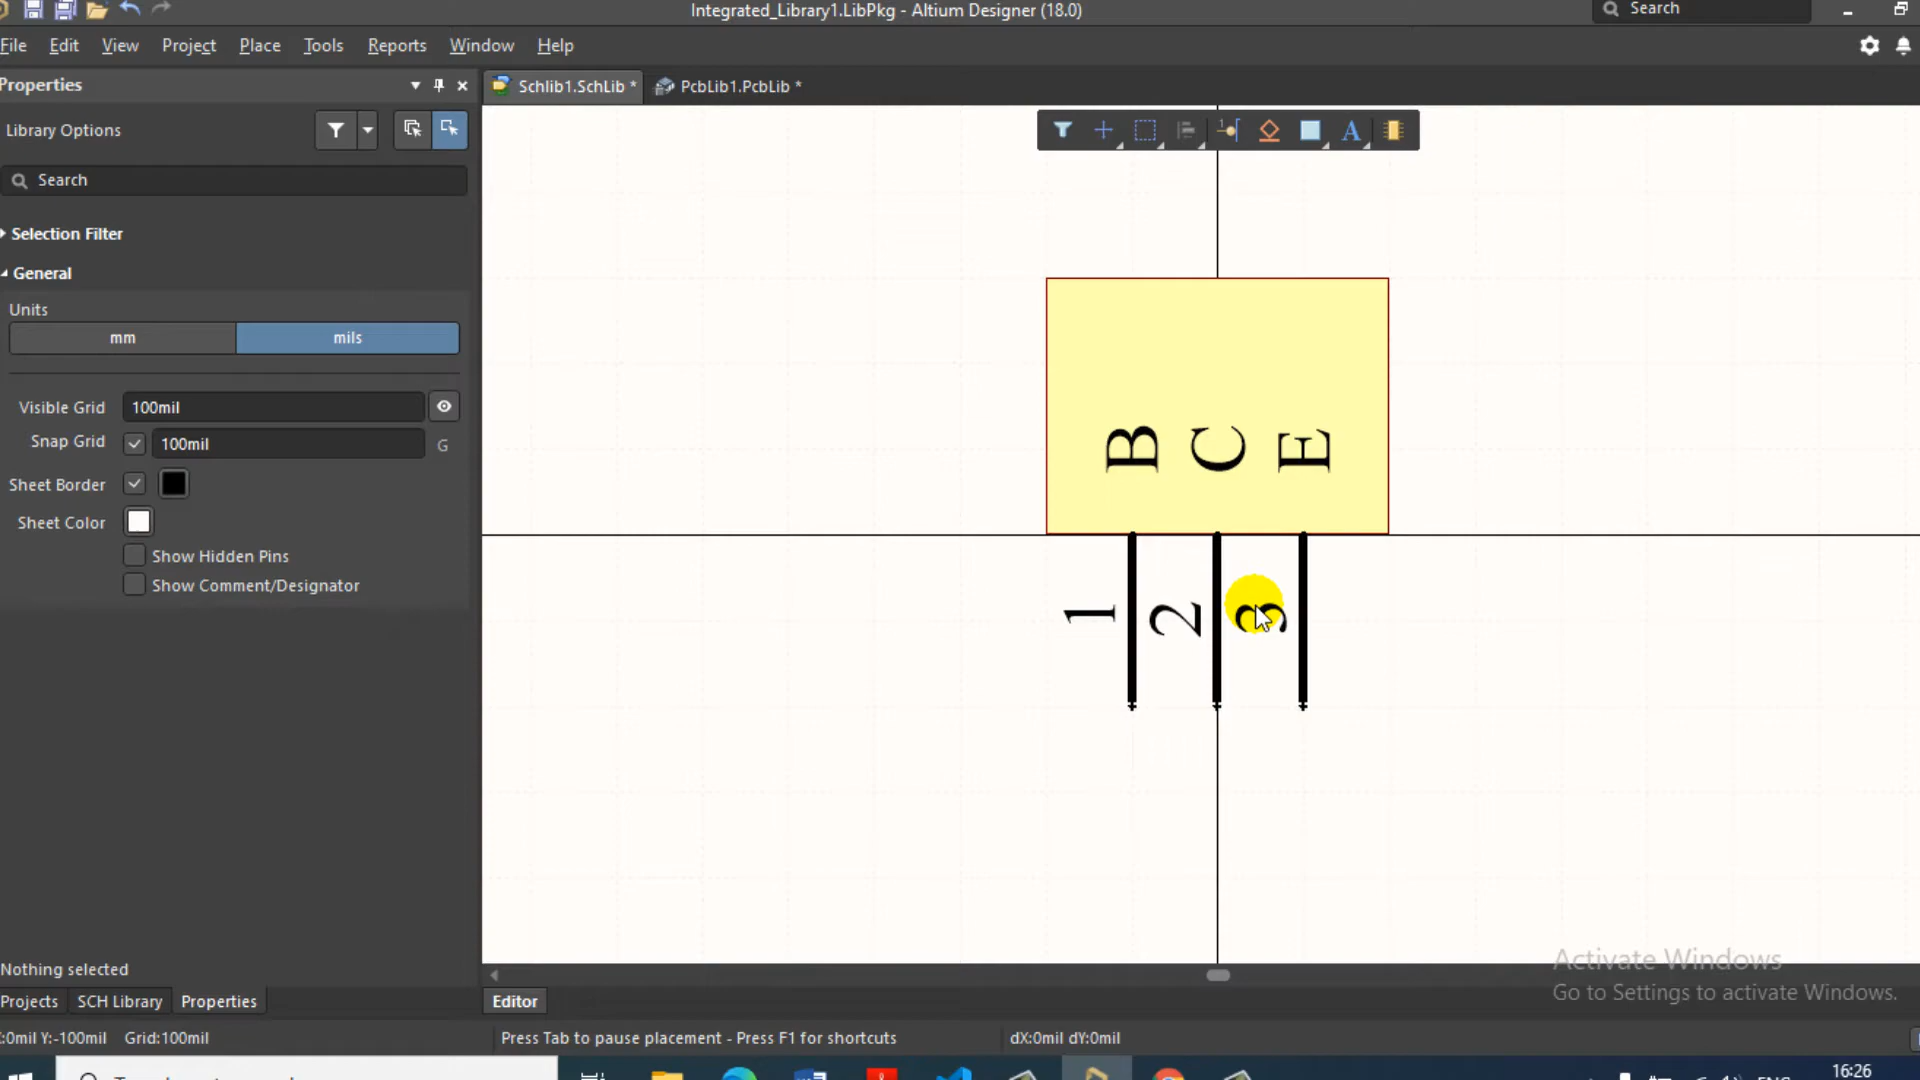 Integrated_Library1.LibPkg - Altium Designer (18.0)
Search
File Edit View Project Place Tools Reports Window Help
Properties
Schlib1.SchLib *
PcbLib1.PcbLib *
Library Options
Search
Selection Filter
General
Units
mm
mils
Visible Grid 100mil
Snap Grid 100mil G
Sheet Border
Sheet Color
Show Hidden Pins
Show Comment/Designator
B C E
1 2 3
Nothing selected
Projects SCH Library Properties
Editor
:0mil Y:-100mil Grid:100mil
Press Tab to pause placement - Press F1 for shortcuts
dX:0mil dY:0mil
Activate Windows
Go to Settings to activate Windows.
16:26